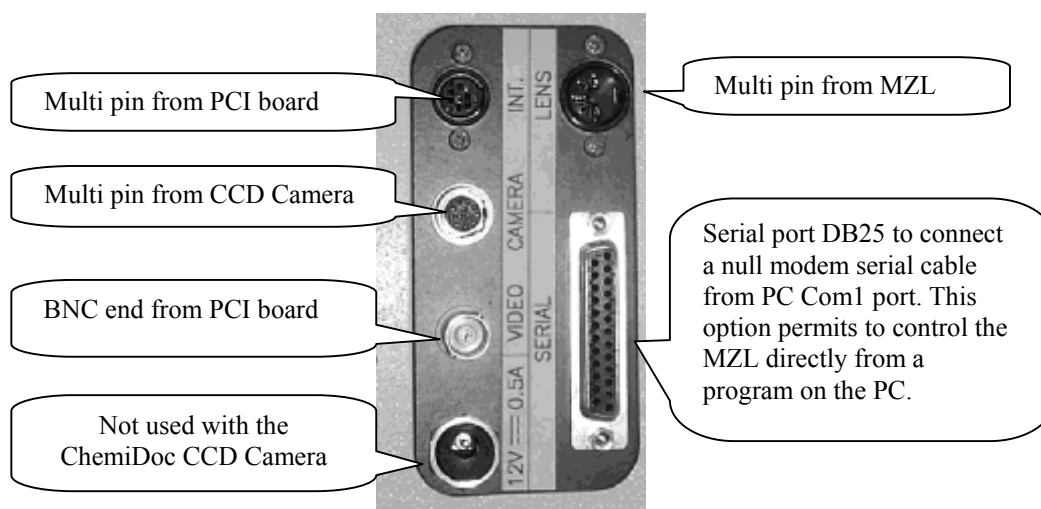 Multi pin from PCI board
Multi pin from CCD Camera
BNC end from PCI board
Not used with the
ChemiDoc CCD Camera
INT.
CAMERA
VIDEO
12V 0.5A
LENS
SERIAL
Multi pin from MZL
Serial port DB25 to connect
a null modem serial cable
from PC Com1 port. This
option permits to control the
MZL directly from a
program on the PC.